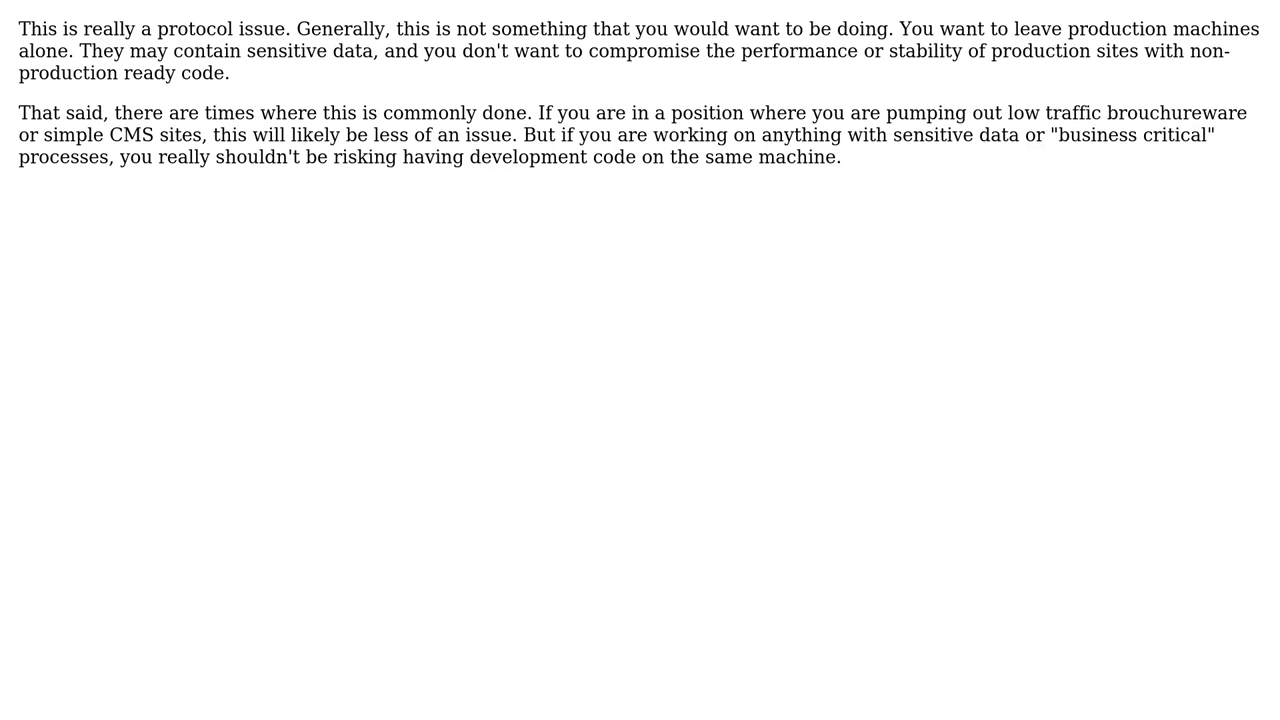 This is really a protocol issue. Generally, this is not something that you would want to be doing. You want to leave production machines
alone. They may contain sensitive data, and you don't want to compromise the performance or stability of production sites with non-
production ready code.
That said, there are times where this is commonly done. If you are in a position where you are pumping out low traffic brouchureware
or simple CMS sites, this will likely be less of an issue. But if you are working on anything with sensitive data or "business critical"
processes, you really shouldn't be risking having development code on the same machine.